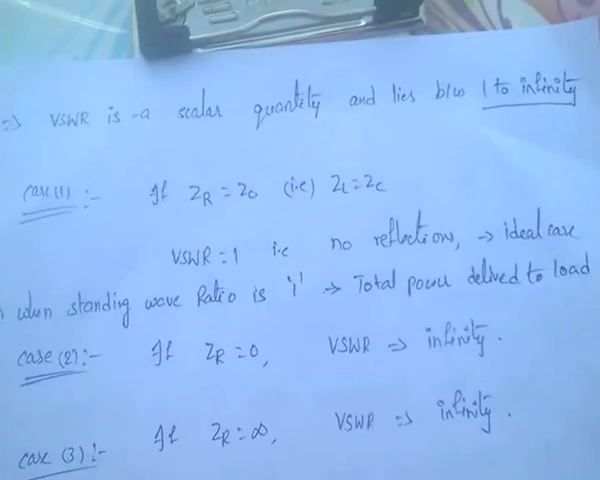 => VSWR is a scalar quantity and lies b/w 1 to infinity
Case (1) :- If ZR = Z0 (i.e) ZL = ZC
VSWR = 1 i.e no reflections, → ideal case
when standing wave Ratio is '1' → Total power delived to load
Case (2) :- If ZR = 0, VSWR => infinity.
Case (3) :- If ZR = ∞, VSWR => infinity.